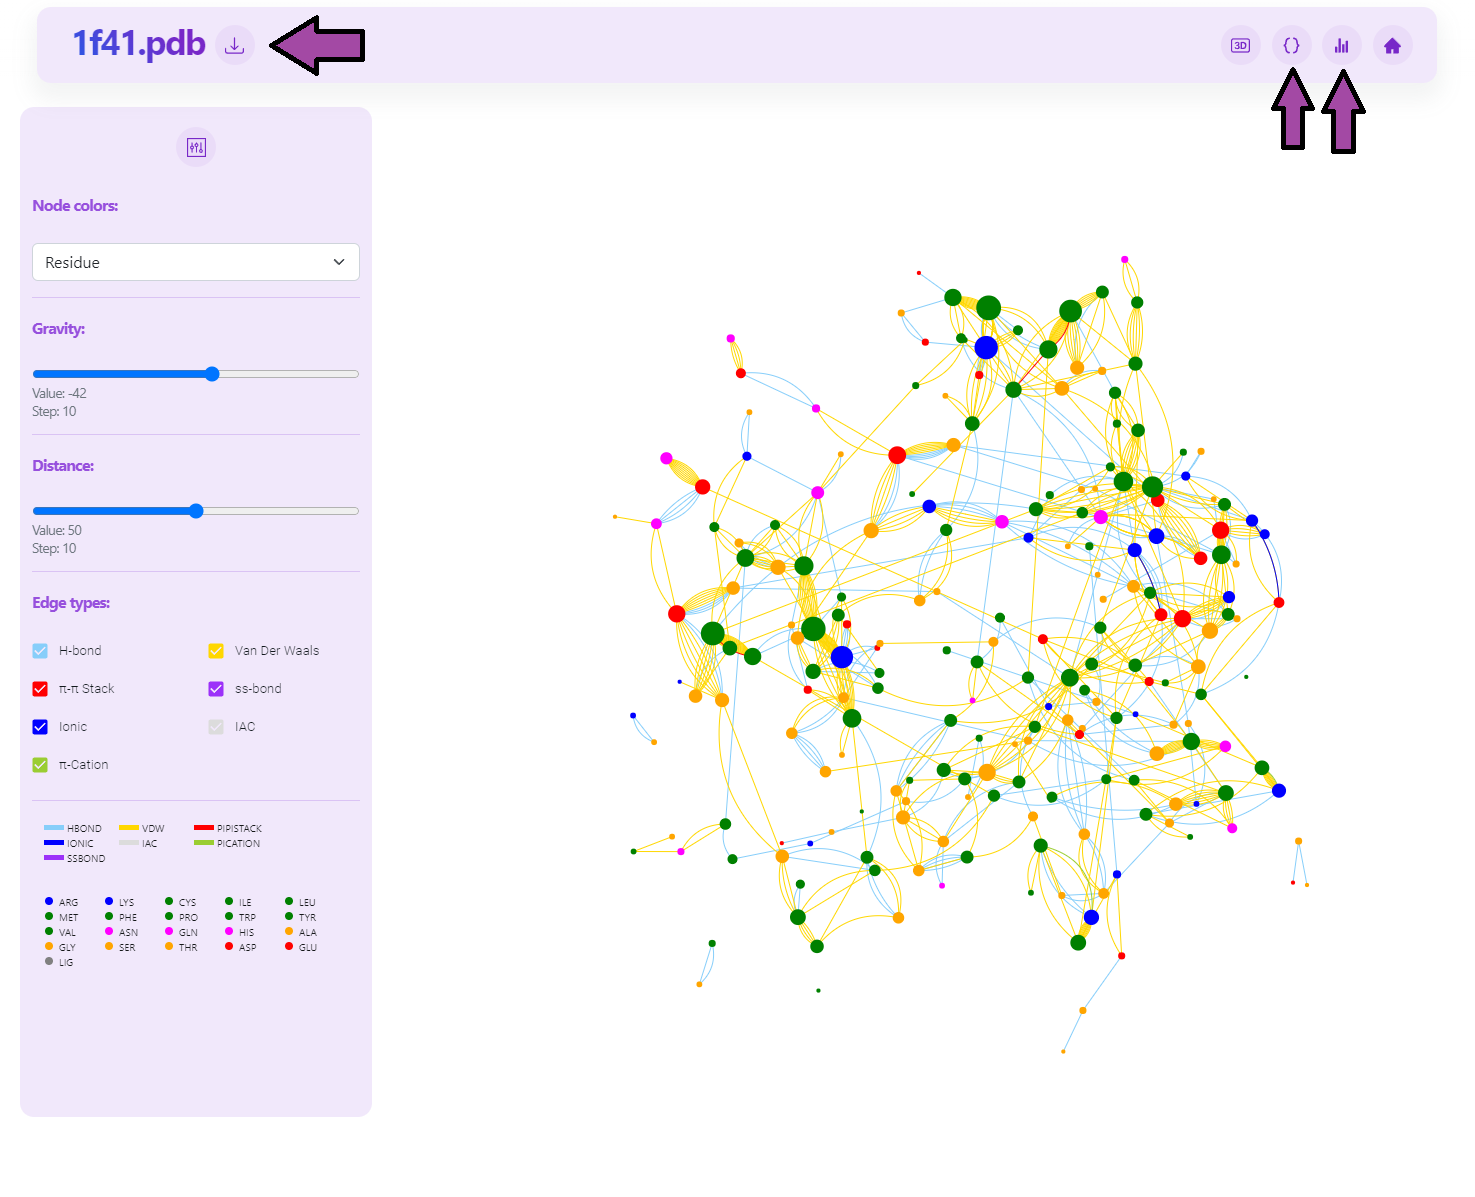 1f41.pdb
3D
Node colors:
Residue
Gravity:
Value: -42
Step: 10
Distance:
Value: 50
Step: 10
Edge types:
H-bond Van Der Waals
π-π Stack ss-bond
Ionic IAC
π-Cation
HBOND VDW PIPISTACK
IONIC IAC PICATION
SSBOND
ARG LYS CYS ILE LEU
MET PHE PRO TRP TYR
VAL ASN GLN HIS ALA
GLY SER THR ASP GLU
LIG